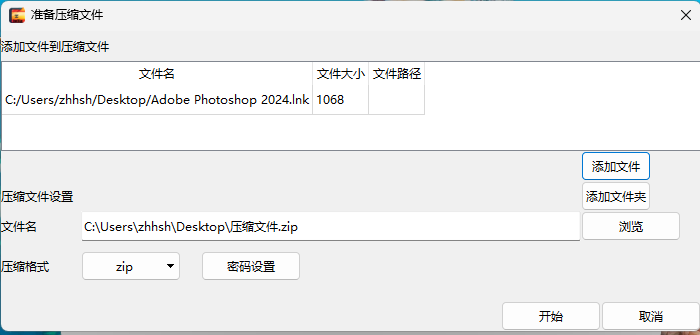 准备压缩文件
添加文件到压缩文件
文件名 文件大小 文件路径
C:/Users/zhhsh/Desktop/Adobe Photoshop 2024.lnk 1068
添加文件
压缩文件设置 添加文件夹
文件名 C:\Users\zhhsh\Desktop\压缩文件.zip 浏览
压缩格式 zip 密码设置
开始 取消